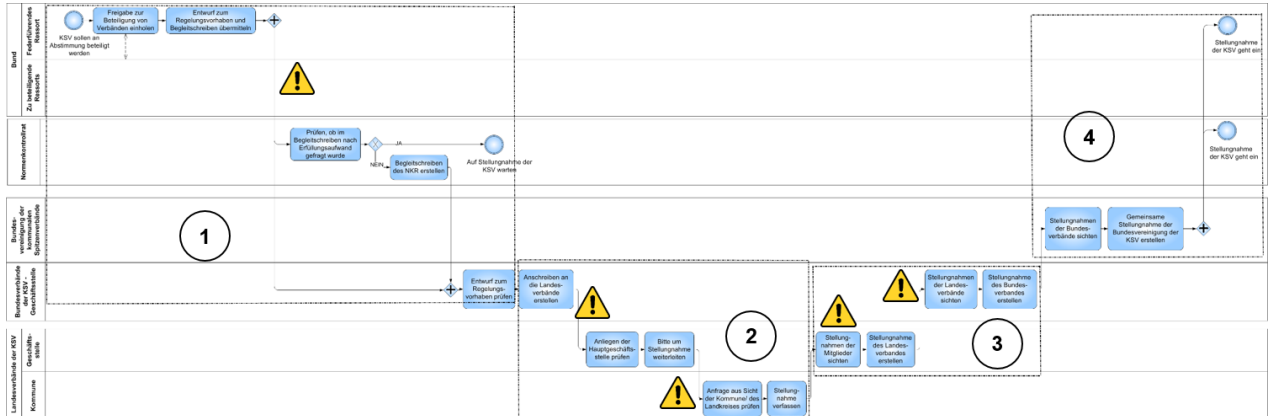 Bund
Federführendes
Ressort
Zu beteiligende
Ressorts
Normenkontrollrat
Bundes-
vereinigung der
kommunalen
Spitzenverbände
Bundesverbände
der KSV -
Geschäftsstelle
Landesverbände der KSV
Geschäfts-
stelle
Kommune
KSV sollen an
Abstimmung beteiligt
werden
Freigabe zur
Beteiligung von
Verbänden einholen
Entwurf zum
Regelungsvorhaben und
Begleitschreiben übermitteln
Prüfen, ob im
Begleitschreiben nach
Erfüllungsaufwand
gefragt wurde
JA
NEIN
Auf Stellungnahme der
KSV warten
Begleitschreiben
des NKR erstellen
1
Entwurf zum
Regelungs-
vorhaben prüfen
Anschreiben an
die Landes-
verbände
erstellen
Anliegen der
Hauptgeschäfts-
stelle prüfen
Bitte um
Stellungnahme
weiterleiten
2
Anfrage aus Sicht
der Kommune/ des
Landkreises prüfen
Stellung-
nahme
verfassen
Stellung-
nahmen der
Mitglieder
sichten
Stellungnahme
des Landes-
verbandes
erstellen
Stellungnahmen
der Landes-
verbände
sichten
Stellungnahme
des Bundes-
verbandes
erstellen
3
Stellungnahmen
der Bundes-
verbände sichten
Gemeinsame
Stellungnahme der
Bundesvereinigung der
KSV erstellen
4
Stellungnahme
der KSV geht ein
Stellungnahme
der KSV geht ein